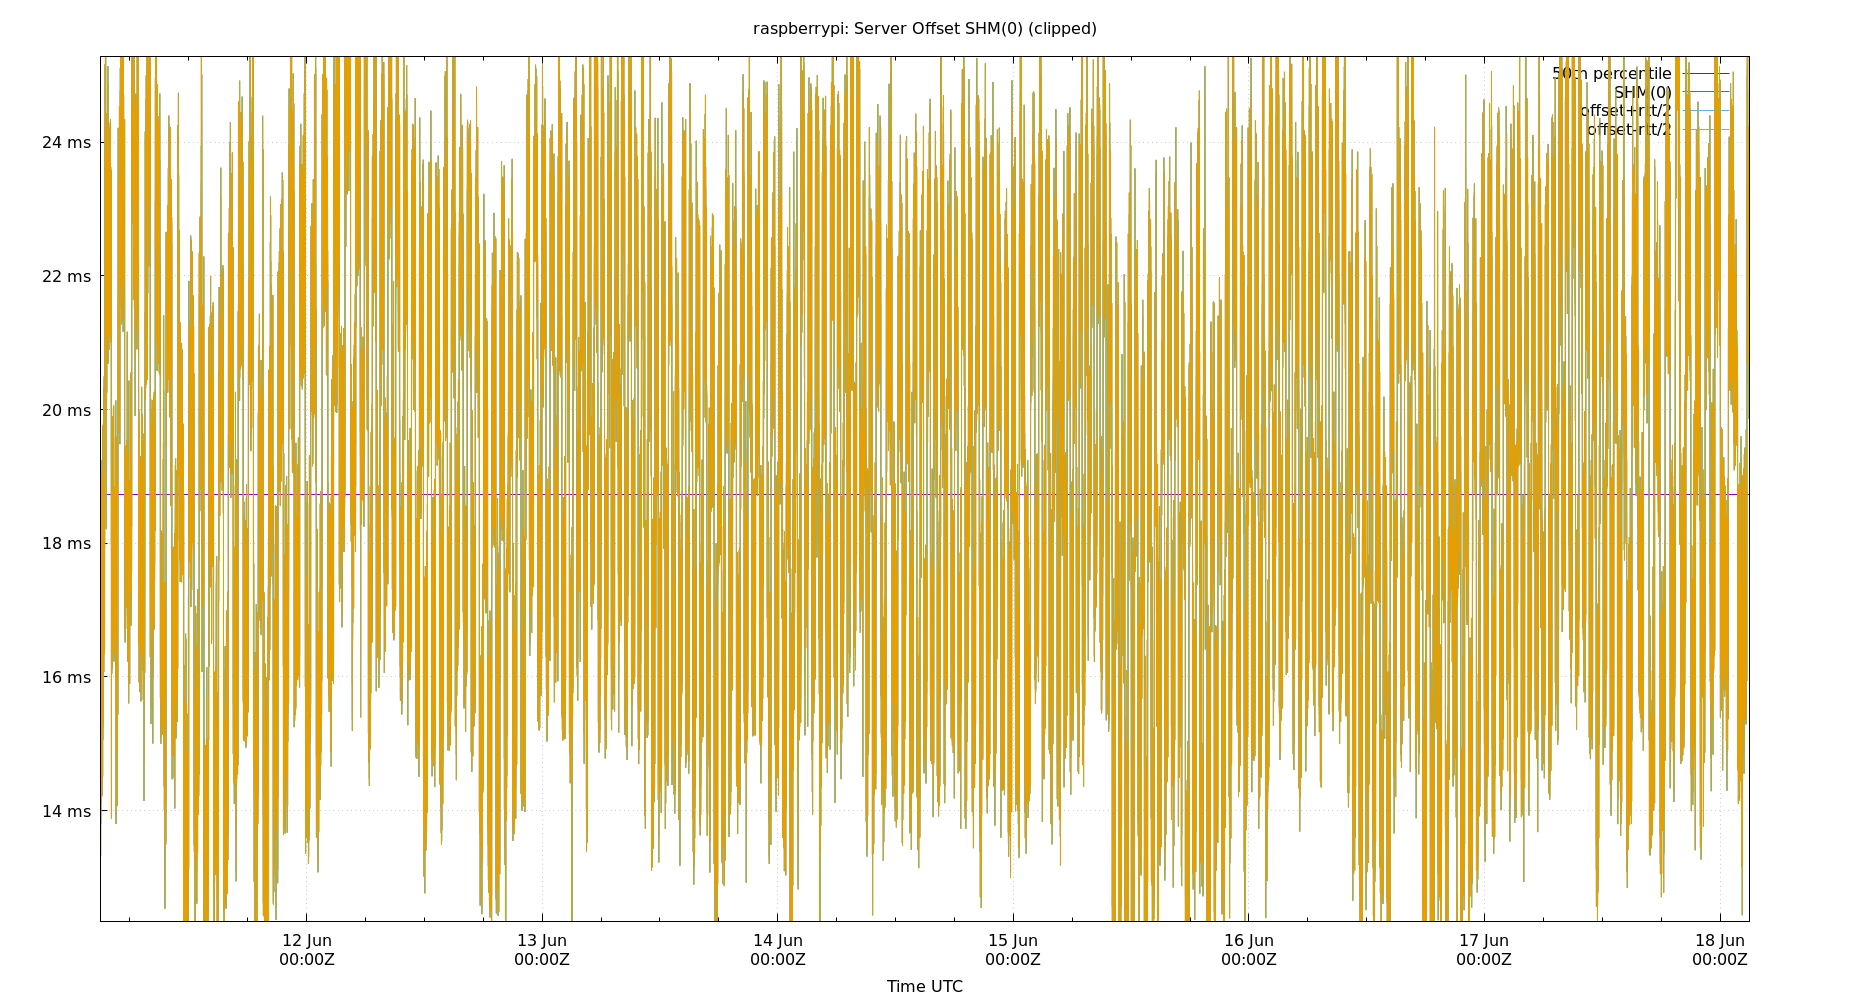 raspberrypi: Server Offset SHM(0) (clipped)
50th percentile
SHM(0)
offset+rtt/2
offset-rtt/2
24 ms
22 ms
20 ms
18 ms
16 ms
14 ms
12 Jun 13 Jun 14 Jun 15 Jun 16 Jun 17 Jun 18 Jun
00:00Z 00:00Z 00:00Z 00:00Z 00:00Z 00:00Z 00:00Z
Time UTC